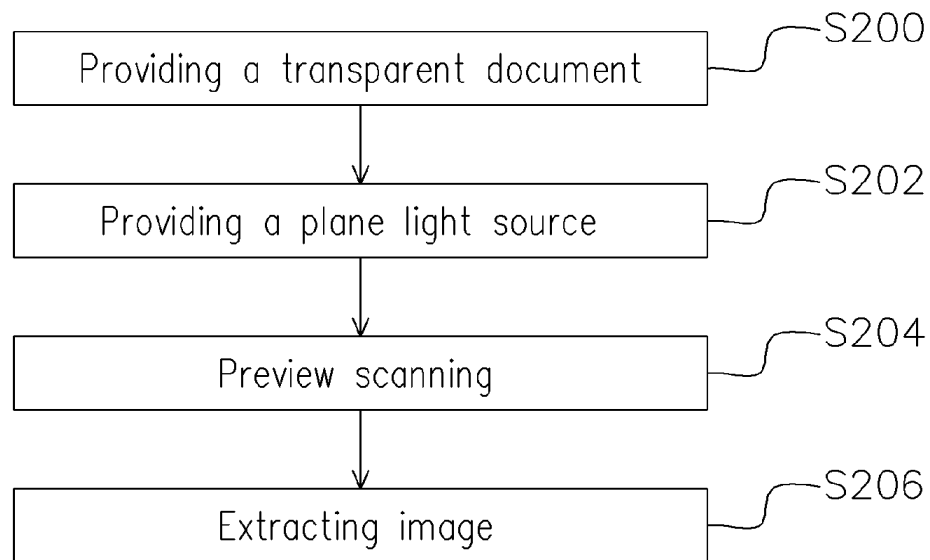 Providing a transparent document
S200
Providing a plane light source
S202
Preview scanning
S204
Extracting image
S206